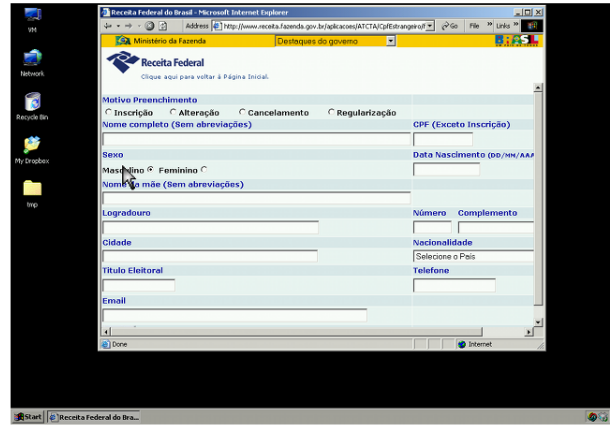 VM
Network
Recycle Bin
My Dropbox
tmp
Receita Federal do Brasil - Microsoft Internet Explorer
Address http://www.receita.fazenda.gov.br/aplicacoes/ATCTA/CpfEstrangeiro/f Go File » Links »
Ministério da Fazenda Destaques do governo BRASIL
Receita Federal
Clique aqui para voltar à Página Inicial.
Motivo Preenchimento
Inscrição Alteração Cancelamento Regularização
Nome completo (Sem abreviações) CPF (Exceto Inscrição)
Sexo Data Nascimento (DD/MM/AAA
Masculino Feminino
Nome da mãe (Sem abreviações)
Logradouro Número Complemento
Cidade Nacionalidade
Selecione o País
Titulo Eleitoral Telefone
Email
Done Internet
Start Receita Federal do Bra...